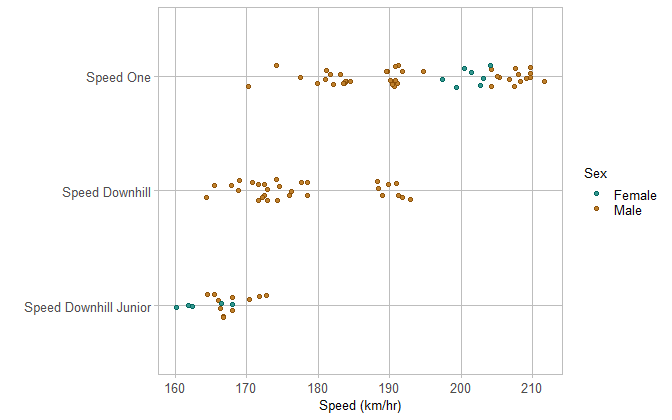 Speed One
Speed Downhill
Speed Downhill Junior
160 170 180 190 200 210
Speed (km/hr)
Sex
Female
Male